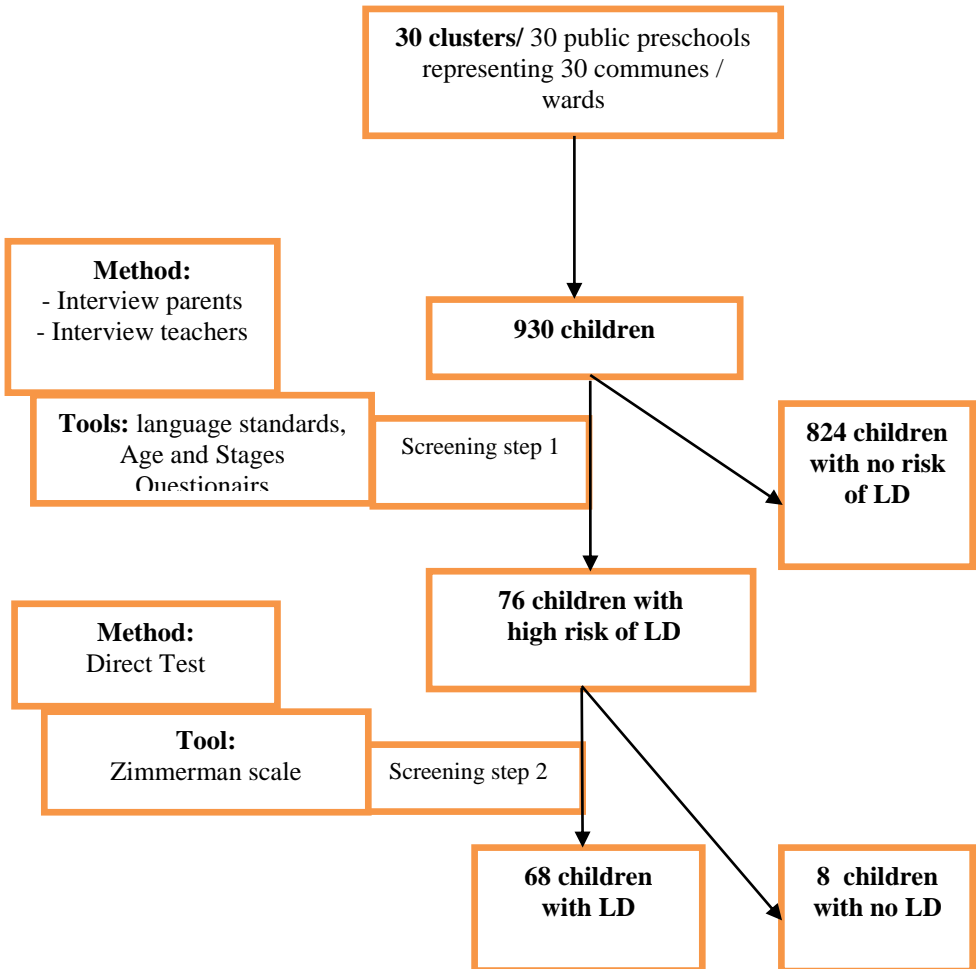 30 clusters/ 30 public preschools
representing 30 communes /
wards
Method:
- Interview parents
- Interview teachers
930 children
Tools: language standards,
Age and Stages
Questionairs
Screening step 1
824 children
with no risk
of LD
76 children with
high risk of LD
Method:
Direct Test
Tool:
Zimmerman scale
Screening step 2
68 children
with LD
8 children
with no LD